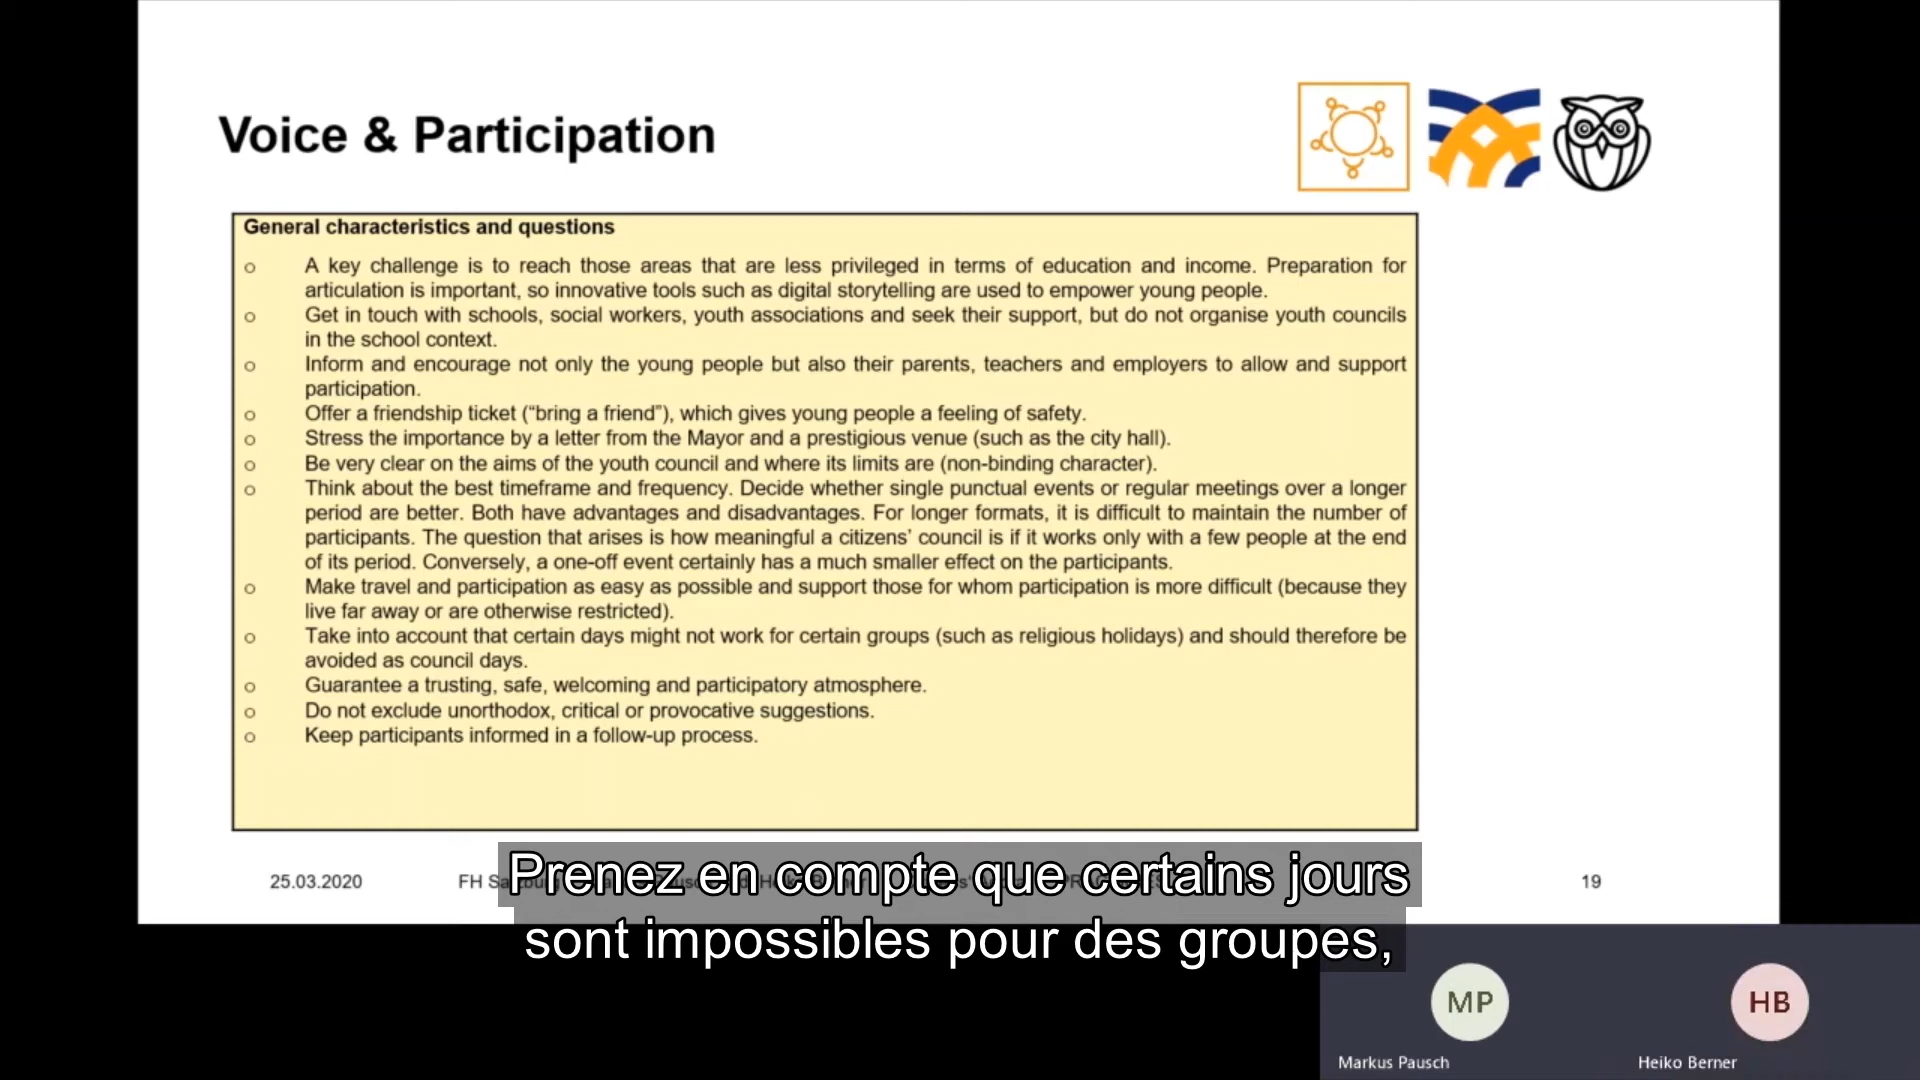 Voice & Participation
General characteristics and questions
o A key challenge is to reach those areas that are less privileged in terms of education and income. Preparation for
articulation is important, so innovative tools such as digital storytelling are used to empower young people.
o Get in touch with schools, social workers, youth associations and seek their support, but do not organise youth councils
in the school context.
o Inform and encourage not only the young people but also their parents, teachers and employers to allow and support
participation.
o Offer a friendship ticket (“bring a friend”), which gives young people a feeling of safety.
o Stress the importance by a letter from the Mayor and a prestigious venue (such as the city hall).
o Be very clear on the aims of the youth council and where its limits are (non-binding character).
o Think about the best timeframe and frequency. Decide whether single punctual events or regular meetings over a longer
period are better. Both have advantages and disadvantages. For longer formats, it is difficult to maintain the number of
participants. The question that arises is how meaningful a citizens’ council is if it works only with a few people at the end
of its period. Conversely, a one-off event certainly has a much smaller effect on the participants.
o Make travel and participation as easy as possible and support those for whom participation is more difficult (because they
live far away or are otherwise restricted).
o Take into account that certain days might not work for certain groups (such as religious holidays) and should therefore be
avoided as council days.
o Guarantee a trusting, safe, welcoming and participatory atmosphere.
o Do not exclude unorthodox, critical or provocative suggestions.
o Keep participants informed in a follow-up process.
25.03.2020 FH 19
Prenez en compte que certains jours
sont impossibles pour des groupes,
MP HB
Markus Pausch Heiko Berner